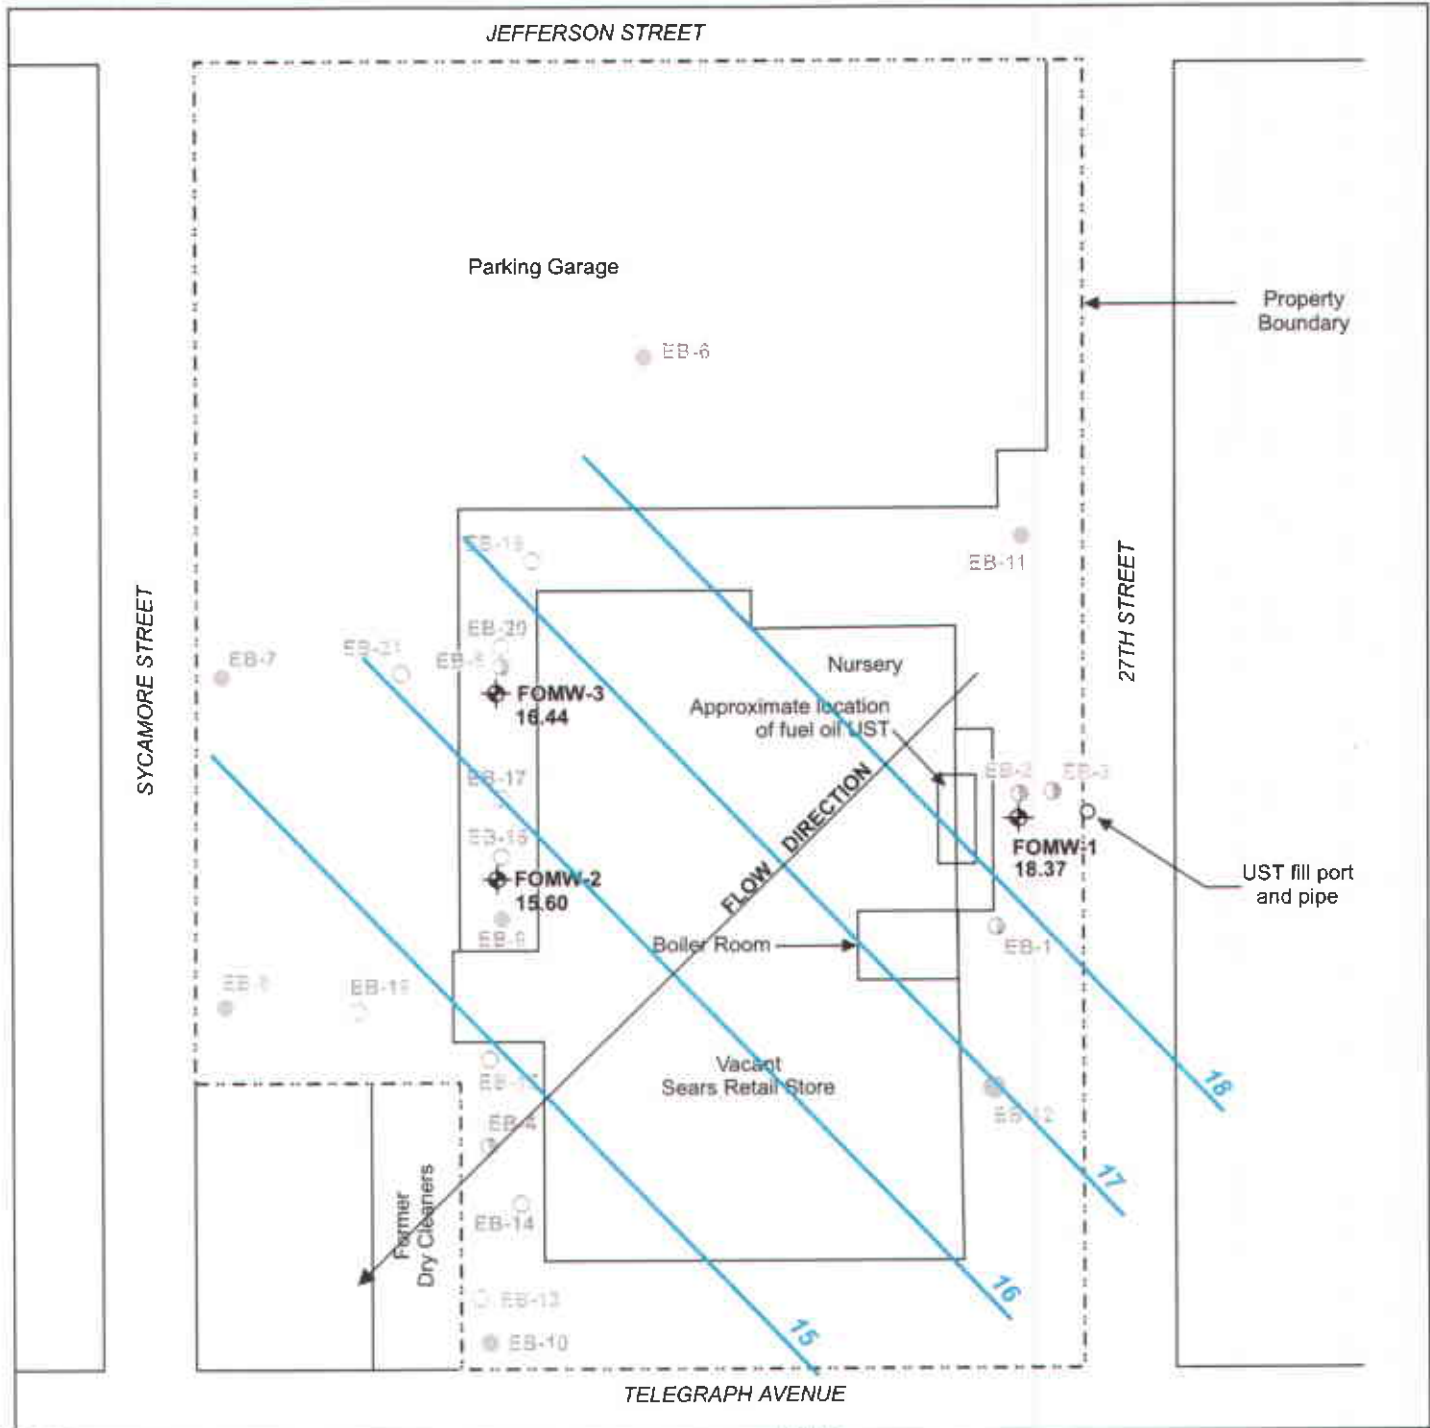 JEFFERSON STREET
Parking Garage
Property
Boundary
EB-6
EB-11
SYCAMORE STREET
27TH STREET
EB-20
EB-7
EB-21
Nursery
FOMW-3
16.44
Approximate location
of fuel oil UST
EB-17
EB-2
FLOW DIRECTION
FOMW-1
18.37
FOMW-2
15.60
UST fill port
and pipe
Boiler Room
EB-1
Vacant
Sears Retail Store
18
17
Former
Dry Cleaners
EB-14
16
EB-13
15
EB-10
TELEGRAPH AVENUE